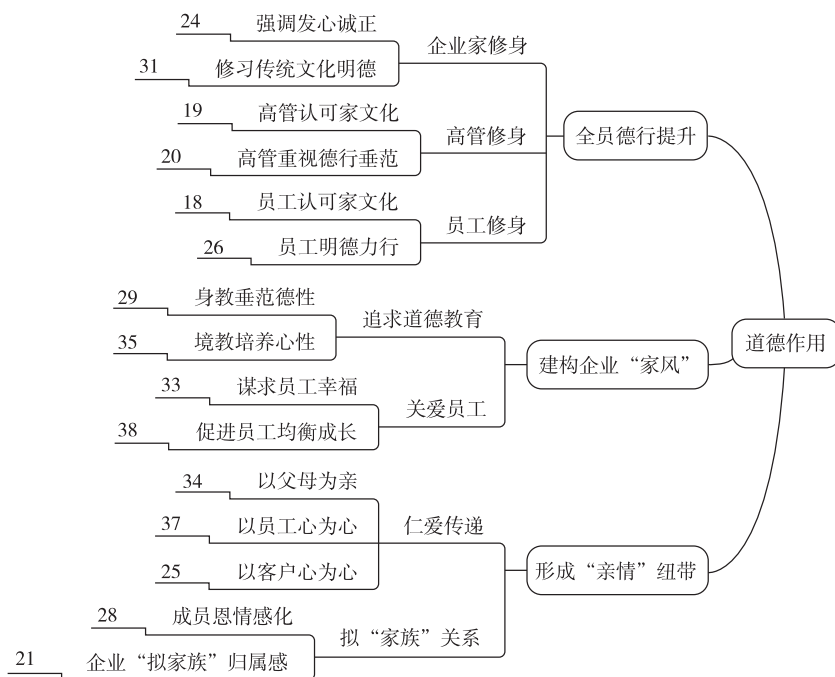 24 强调发心诚正
企业家修身
31 修习传统文化明德
19 高管认可家文化
高管修身
全员德行提升
20 高管重视德行垂范
18 员工认可家文化
员工修身
26 员工明德力行
29 身教垂范德性
追求道德教育
35 境教培养心性
建构企业“家风”
道德作用
33 谋求员工幸福
关爱员工
38 促进员工均衡成长
34 以父母为亲
仁爱传递
37 以员工心为心
25 以客户心为心
形成“亲情”纽带
28 成员恩情感化
拟“家族”关系
21 企业“拟家族”归属感